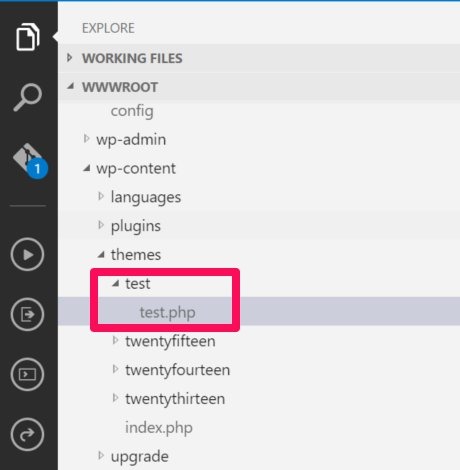 EXPLORE
WORKING FILES
WWWROOT
config
wp-admin
wp-content
languages
plugins
themes
test
test.php
twentyfifteen
twentyfourteen
twentythirteen
index.php
upgrade
1